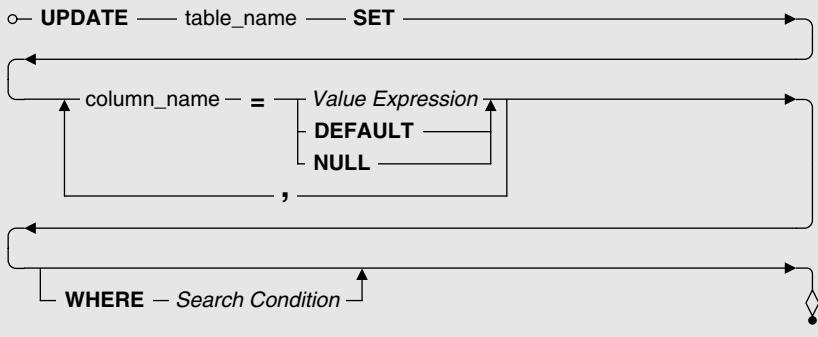 UPDATE table_name SET
column_name = Value Expression
DEFAULT
NULL
,
WHERE Search Condition